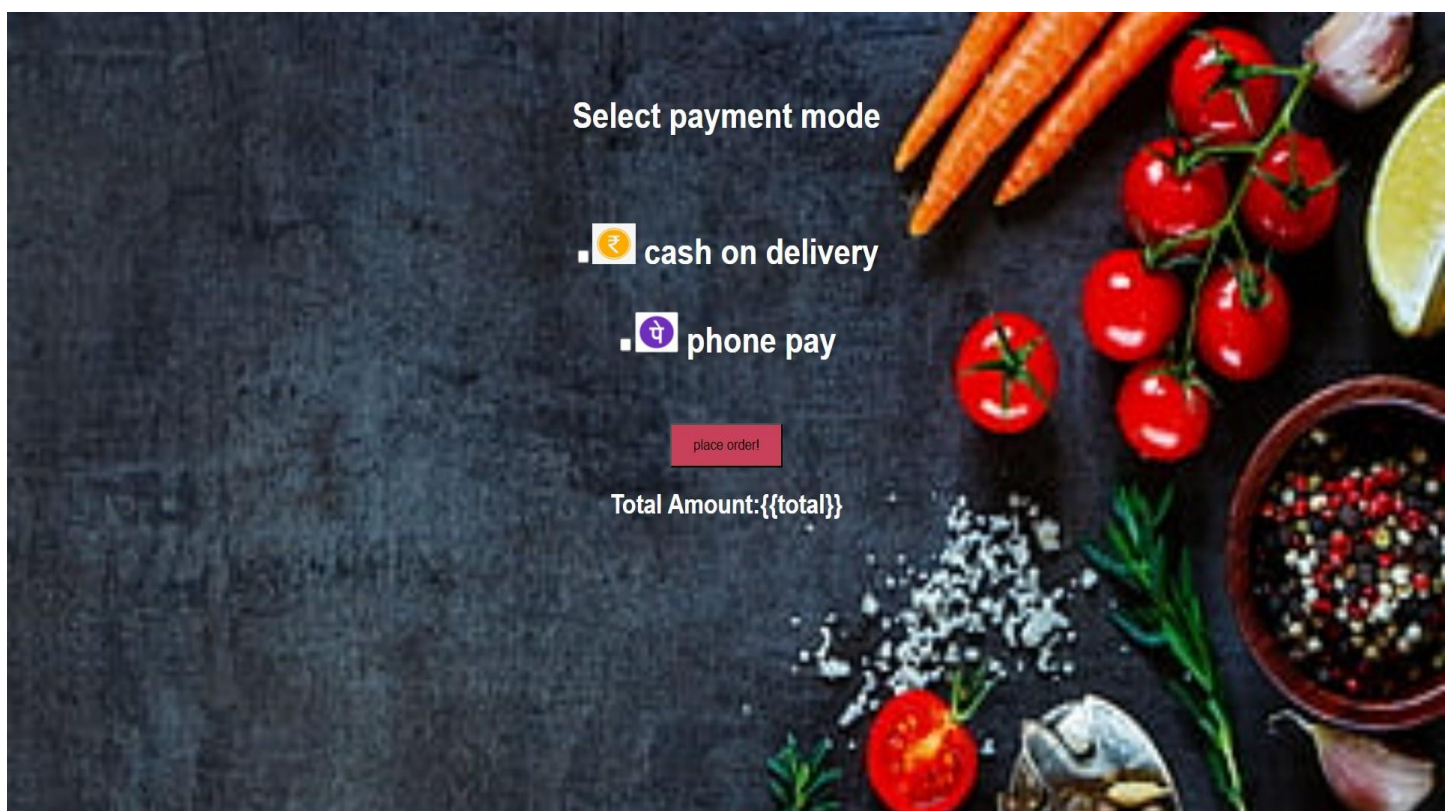 Select payment mode
₹ cash on delivery
पे phone pay
place order!
Total Amount:{{total}}